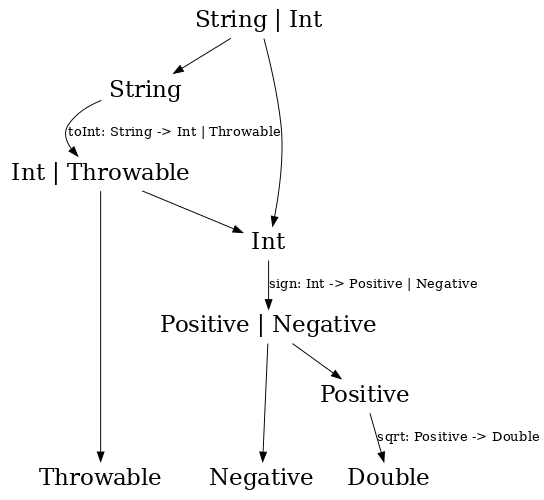 String | Int
String
toInt: String -> Int | Throwable
Int | Throwable
Int
sign: Int -> Positive | Negative
Positive | Negative
Positive
sqrt: Positive -> Double
Throwable
Negative
Double